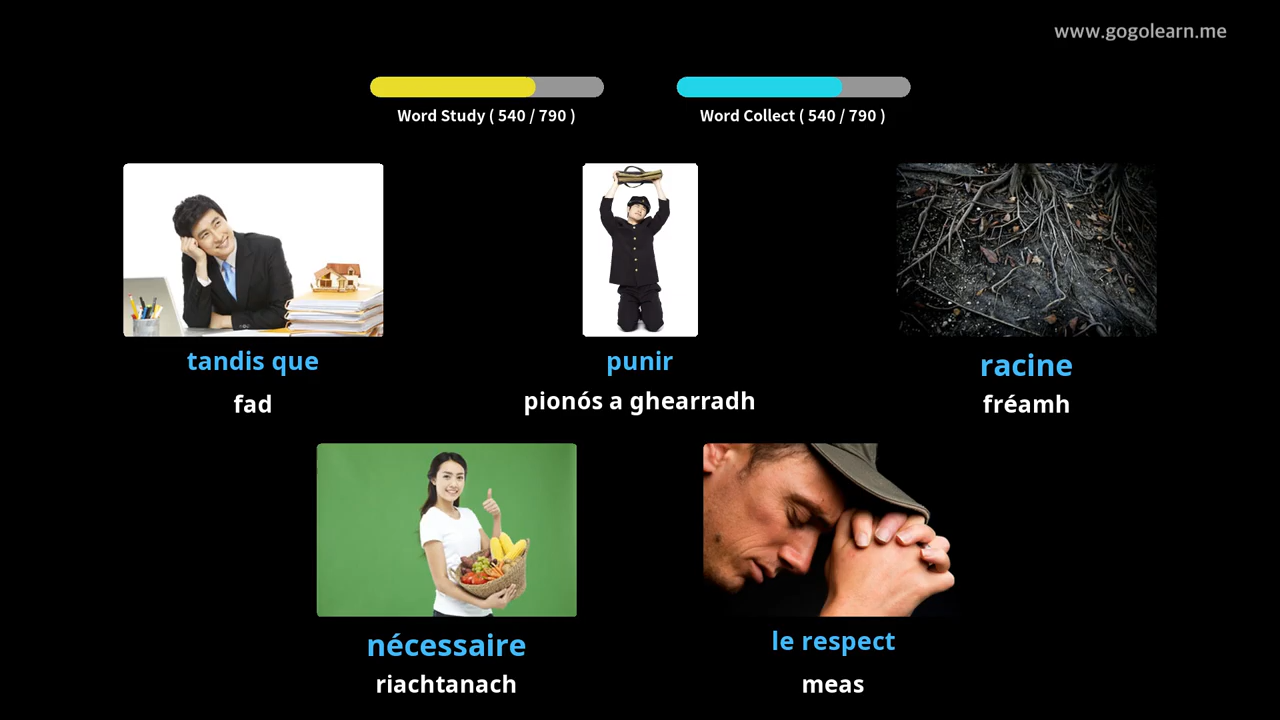 www.gogolearn.me
Word Study ( 540 / 790 )
Word Collect ( 540 / 790 )
tandis que
fad
punir
pionós a ghearradh
racine
fréamh
nécessaire
riachtanach
le respect
meas